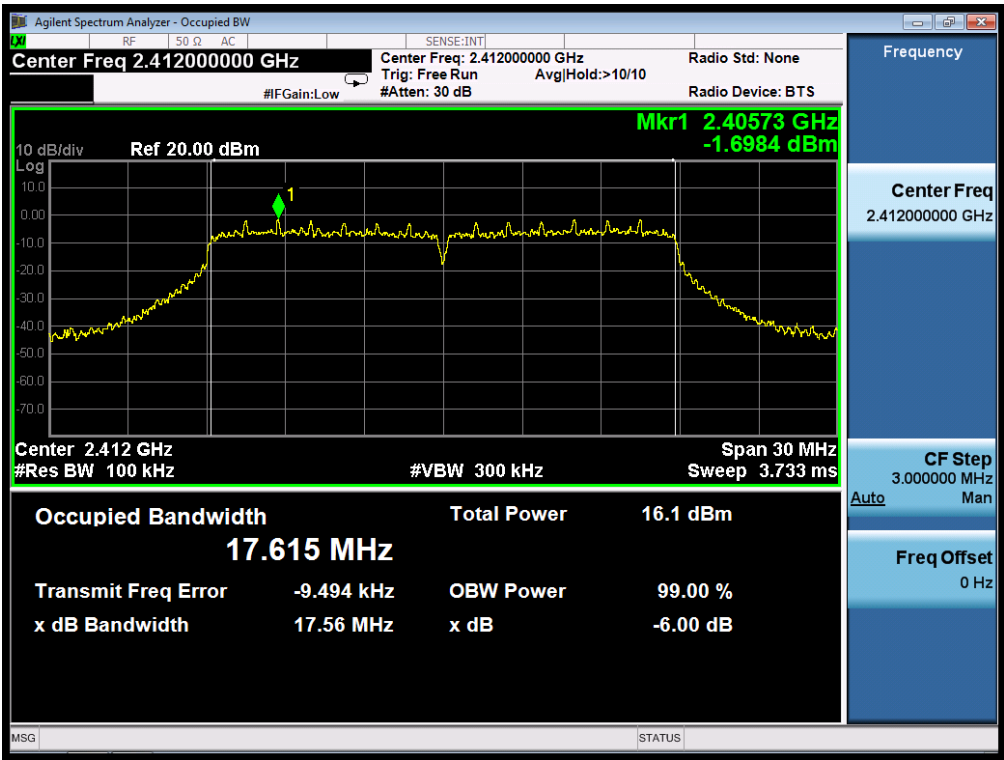 Agilent Spectrum Analyzer - Occupied BW
LXI RF 50 Ω AC SENSE:INT
Center Freq 2.412000000 GHz
#IFGain:Low
Center Freq: 2.412000000 GHz
Trig: Free Run Avg|Hold:>10/10
#Atten: 30 dB
Radio Std: None
Radio Device: BTS
Mkr1 2.40573 GHz
-1.6984 dBm
10 dB/div Ref 20.00 dBm
Log
10.0
0.00
-10.0
-20.0
-30.0
-40.0
-50.0
-60.0
-70.0
1
Center 2.412 GHz Span 30 MHz
#Res BW 100 kHz #VBW 300 kHz Sweep 3.733 ms
Occupied Bandwidth Total Power 16.1 dBm
17.615 MHz
Transmit Freq Error -9.494 kHz OBW Power 99.00 %
x dB Bandwidth 17.56 MHz x dB -6.00 dB
Frequency
Center Freq
2.412000000 GHz
CF Step
3.000000 MHz
Auto Man
Freq Offset
0 Hz
MSG STATUS